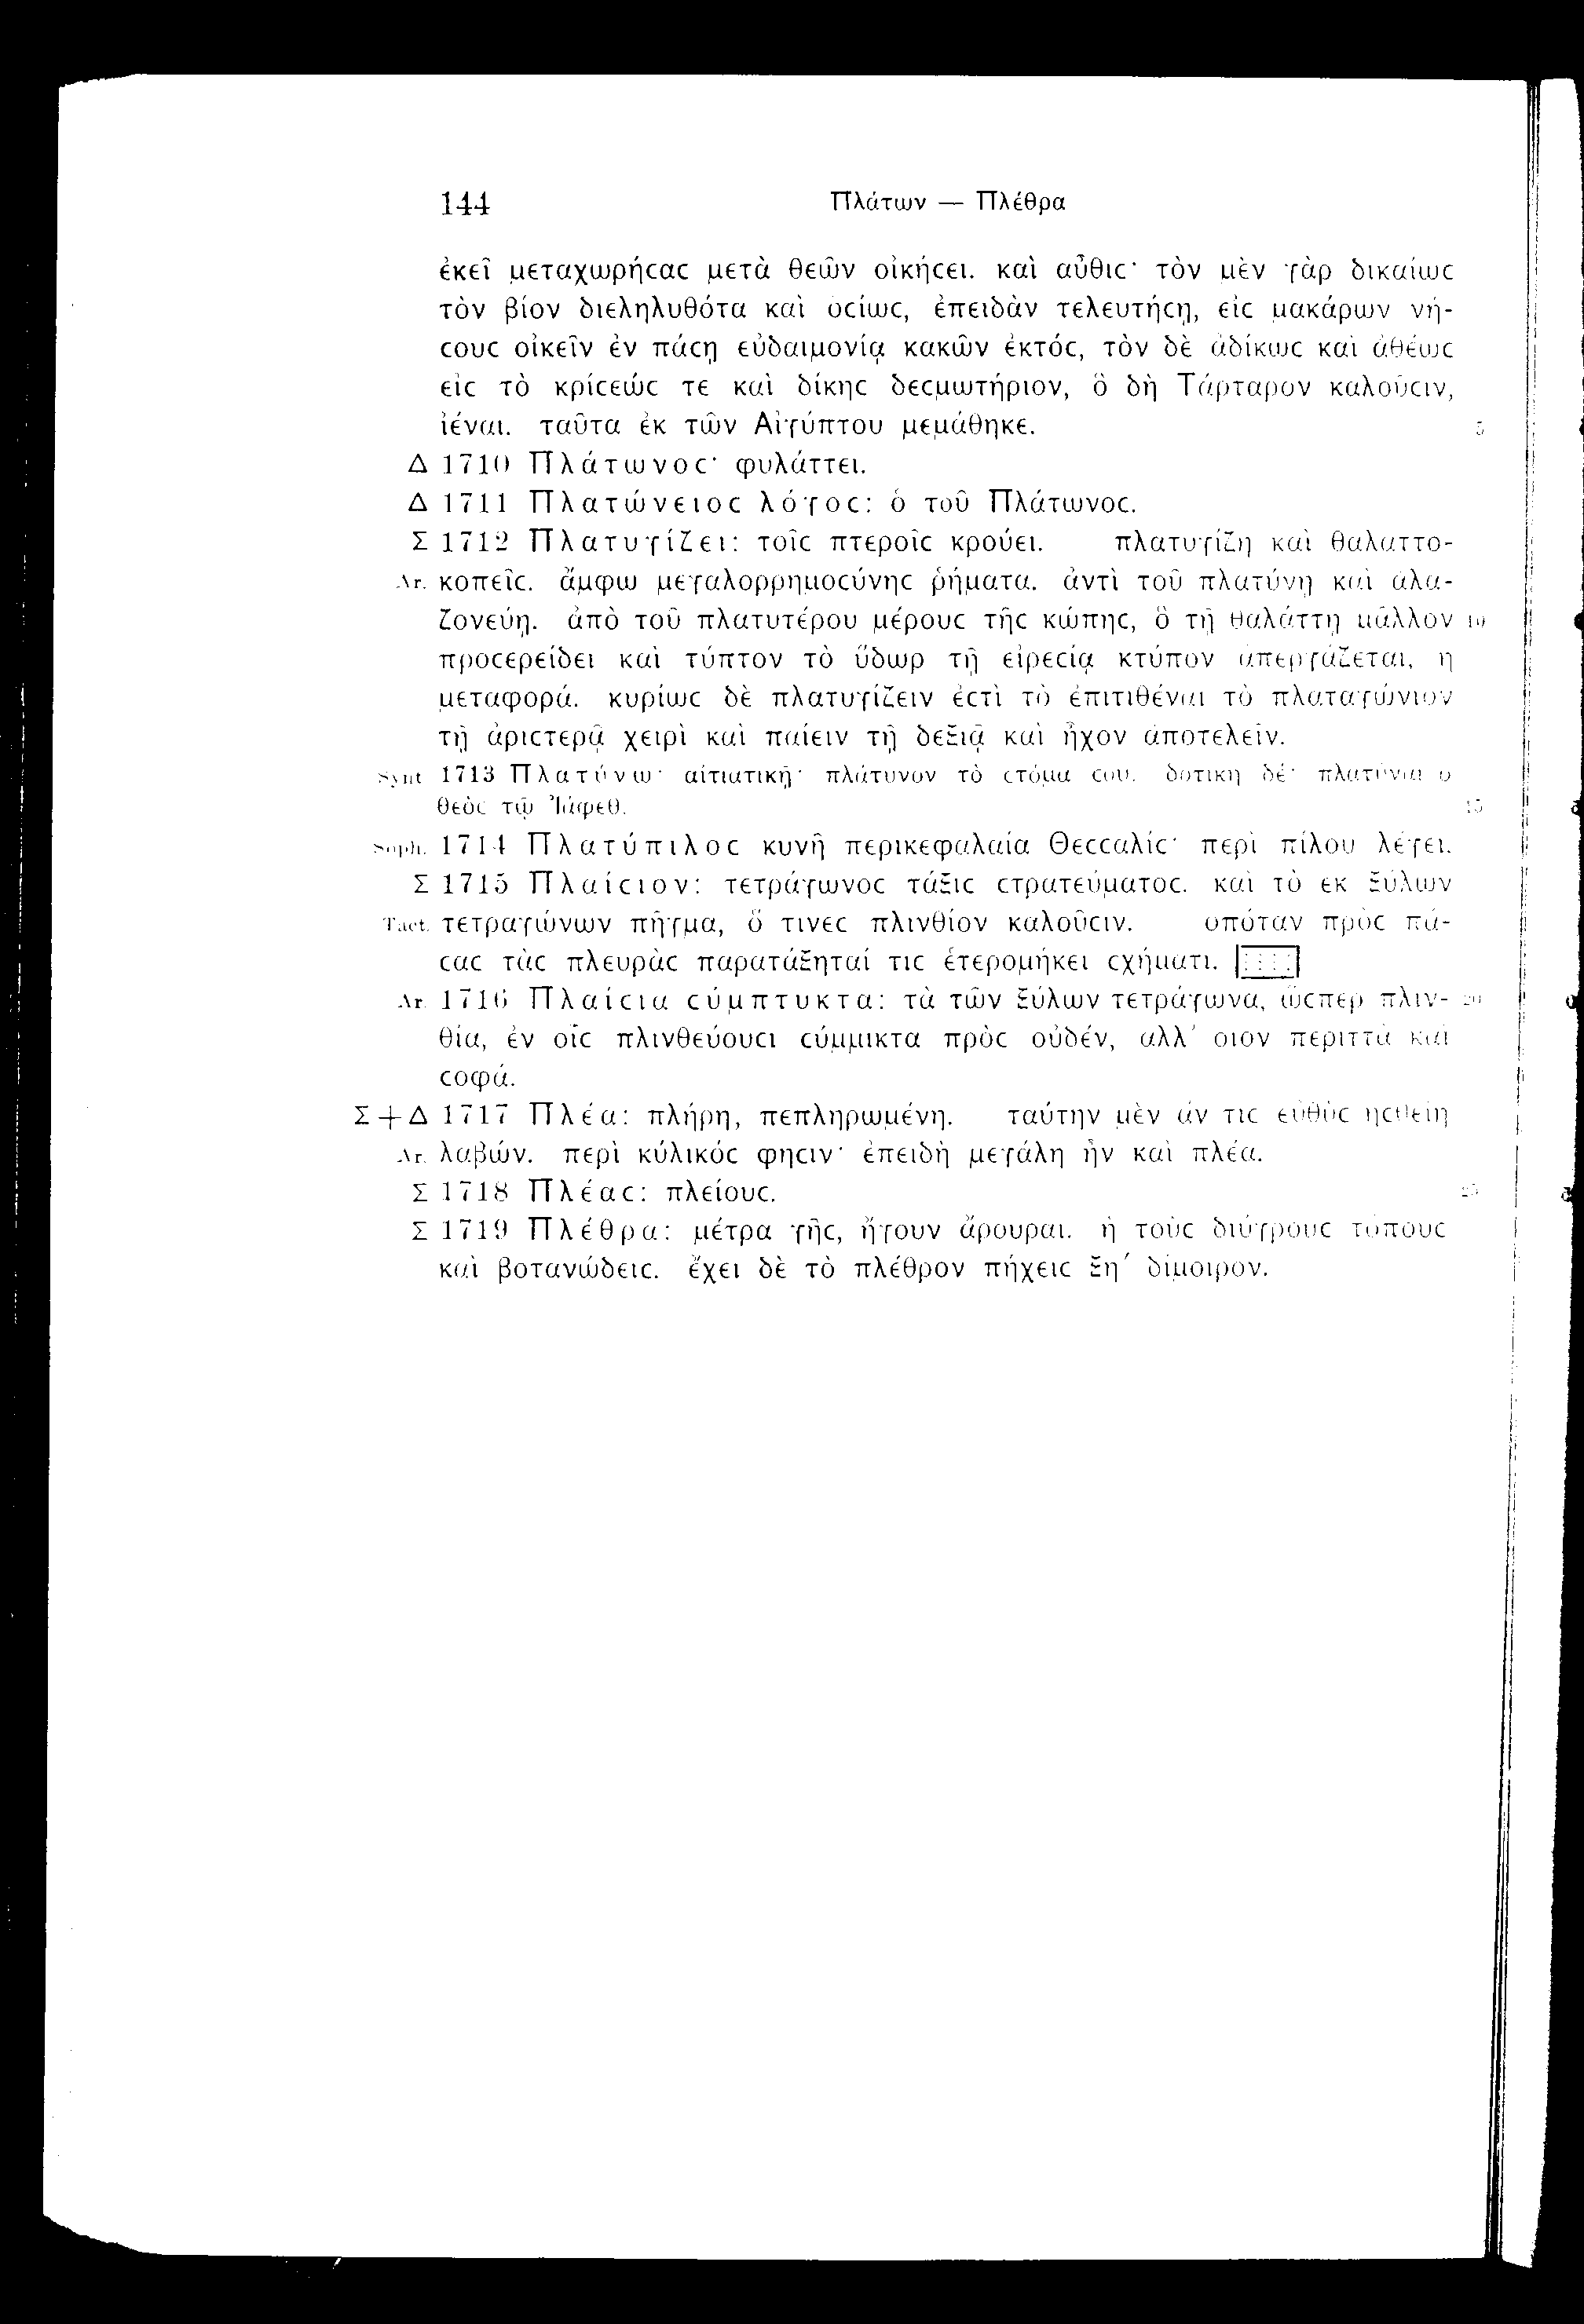 144 Πλάτων — Πλέθρα
ἐκεῖ μεταχωρήϲαϲ μετὰ θεῶν οἰκήϲει. καὶ αὖθιϲ· τὸν μὲν γὰρ δικαίωϲ
τὸν βίον διεληλυθότα καὶ ὁϲίωϲ, ἐπειδὰν τελευτήϲῃ, εἰϲ μακάρων νή-
ϲουϲ οἰκεῖν ἐν πάϲῃ εὐδαιμονίᾳ κακῶν ἐκτόϲ, τὸν δὲ ἀδίκωϲ καὶ ἀθέωϲ
εἰϲ τὸ κρίϲεώϲ τε καὶ δίκηϲ δεϲμωτήριον, ὃ δὴ Τάρταρον καλοῦϲιν,
ἰέναι. ταῦτα ἐκ τῶν Αἰγύπτου μεμάθηκε. 5
Δ 1710 Πλάτωνοϲ· φυλάττει.
Δ 1711 Πλατώνειοϲ λόγοϲ: ὁ τοῦ Πλάτωνοϲ.
Σ 1712 Πλατυγίζει: τοῖϲ πτεροῖϲ κρούει. πλατυγίζῃ καὶ θαλαττο-
Ar. κοπεῖϲ. ἄμφω μεγαλορρημοϲύνηϲ ῥήματα. ἀντὶ τοῦ πλατύνῃ καὶ ἀλα-
ζονεύῃ. ἀπὸ τοῦ πλατυτέρου μέρουϲ τῆϲ κώπηϲ, ὃ τῇ θαλάττῃ μᾶλλον 10
προϲερείδει καὶ τύπτον τὸ ὕδωρ τῇ εἰρεϲίᾳ κτύπον ἀπεργάζεται, ἡ
μεταφορά. κυρίωϲ δὲ πλατυγίζειν ἐϲτὶ τὸ ἐπιτιθέναι τὸ πλαταγώνιον
τῇ ἀριϲτερᾷ χειρὶ καὶ παίειν τῇ δεξιᾷ καὶ ἦχον ἀποτελεῖν.
Synt 1713 Πλατύνω· αἰτιατικῇ· πλάτυνον τὸ ϲτόμα ϲου. δοτικῇ δέ· πλατύναι ὁ
θεὸϲ τῷ Ἰάφεθ. 15
Soph. 1714 Πλατύπιλοϲ κυνῆ περικεφαλαία Θεϲϲαλίϲ· περὶ πίλου λέγει.
Σ 1715 Πλαίϲιον: τετράγωνοϲ τάξιϲ ϲτρατεύματοϲ. καὶ τὸ ἐκ ξύλων
Tact. τετραγώνων πῆγμα, ὅ τινεϲ πλινθίον καλοῦϲιν. ὁπόταν πρὸϲ πά-
ϲαϲ τὰϲ πλευρὰϲ παρατάξηταί τιϲ ἑτερομήκει ϲχήματι.
Ar. 1716 Πλαίϲια ϲύμπτυκτα: τὰ τῶν ξύλων τετράγωνα, ὥϲπερ πλιν- 20
θία, ἐν οἷϲ πλινθεύουϲι ϲύμμικτα πρὸϲ οὐδέν, ἀλλ' οἷον περιττὰ καὶ
ϲοφά.
Σ+Δ 1717 Πλέα: πλήρη, πεπληρωμένη. ταύτην μὲν ἄν τιϲ εὐθὺϲ ἡϲθείη
Ar. λαβών. περὶ κύλικόϲ φηϲιν· ἐπειδὴ μεγάλη ἦν καὶ πλέα.
Σ 1718 Πλέαϲ: πλείουϲ. 25
Σ 1719 Πλέθρα: μέτρα γῆϲ, ἤγουν ἄρουραι. ἢ τοὺϲ διύγρουϲ τόπουϲ
καὶ βοτανώδειϲ. ἔχει δὲ τὸ πλέθρον πήχειϲ ξηʹ δίμοιρον.